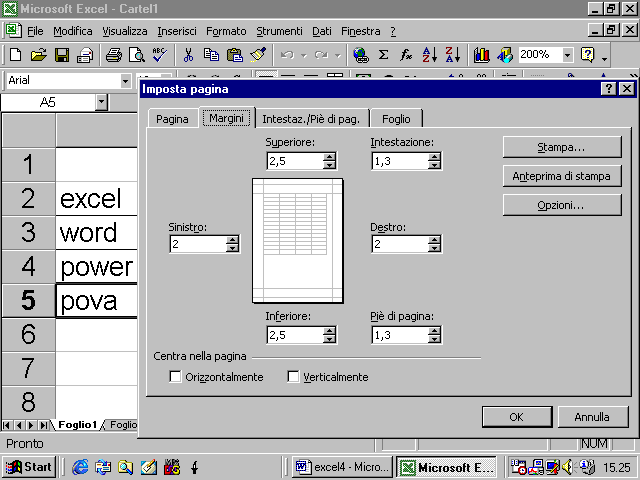 Microsoft Excel - Cartel1
File Modifica Visualizza Inserisci Formato Strumenti Dati Finestra ?
ABC Σ fx A Z Z A 200% ?
Arial
A5
Imposta pagina ?
Pagina Margini Intestaz./Piè di pag. Foglio
Superiore: Intestazione:
2,5 1,3
Stampa...
Anteprima di stampa
Opzioni...
Sinistro: Destro:
2 2
Inferiore: Piè di pagina:
2,5 1,3
Centra nella pagina
Orizzontalmente Verticalmente
OK Annulla
1
2 excel
3 word
4 power
5 pova
6
7
8
Foglio1 Foglio
Pronto NUM
Start excel4 - Micro... Microsoft E... 15.25